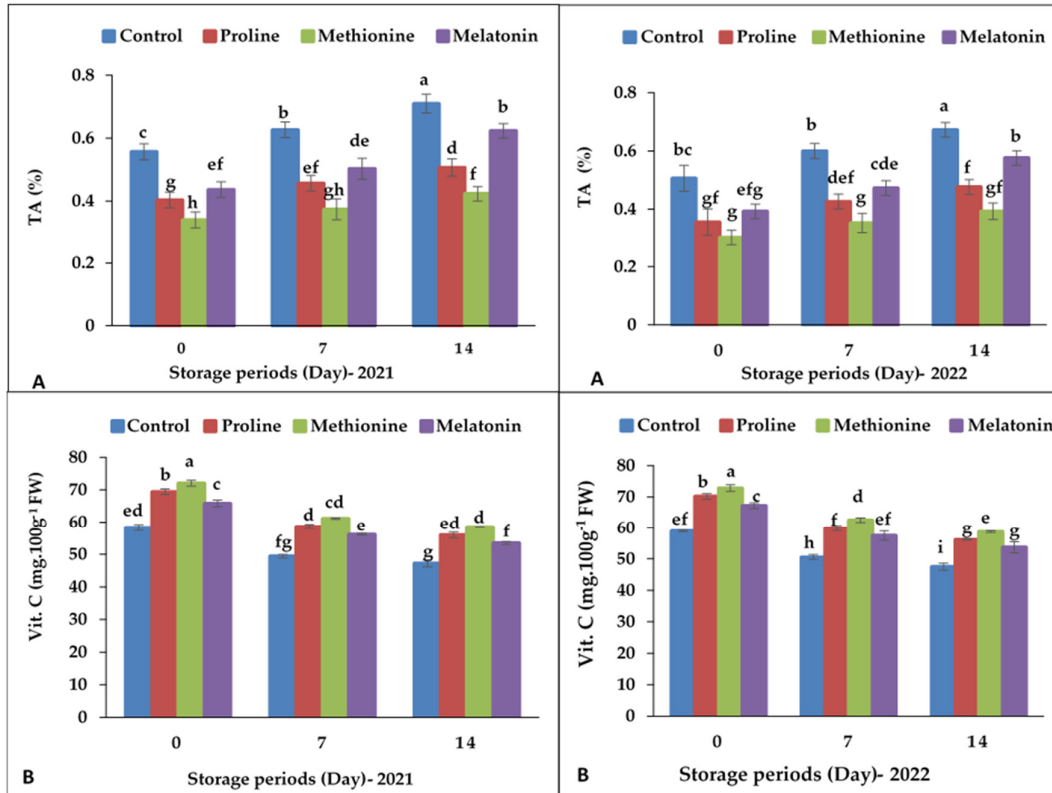 Control Proline Methionine Melatonin
TA (%)
0.8
0.6
0.4
0.2
0
c g h ef b ef gh de a d f b
0 7 14
Storage periods (Day)- 2021
A
Control Proline Methionine Melatonin
TA (%)
0.8
0.6
0.4
0.2
0
bc gf g efg b def g cde a f gf b
0 7 14
Storage periods (Day)- 2022
A
Control Proline Methionine Melatonin
Vit. C (mg.100g⁻¹ FW)
80
70
60
50
40
30
20
10
0
ed b a c fg d cd e g ed d f
0 7 14
Storage periods (Day)- 2021
B
Control Proline Methionine Melatonin
Vit. C (mg.100g⁻¹ FW)
80
70
60
50
40
30
20
10
0
ef b a c h f d ef i g e g
0 7 14
Storage periods (Day)- 2022
B